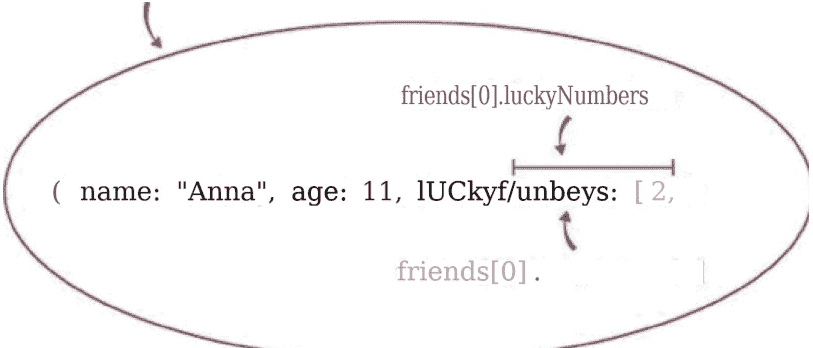 friends[0].luckyNumbers
( name: "Anna", age: 11, lUCkyf/unbeys: [ 2,
friends[0].